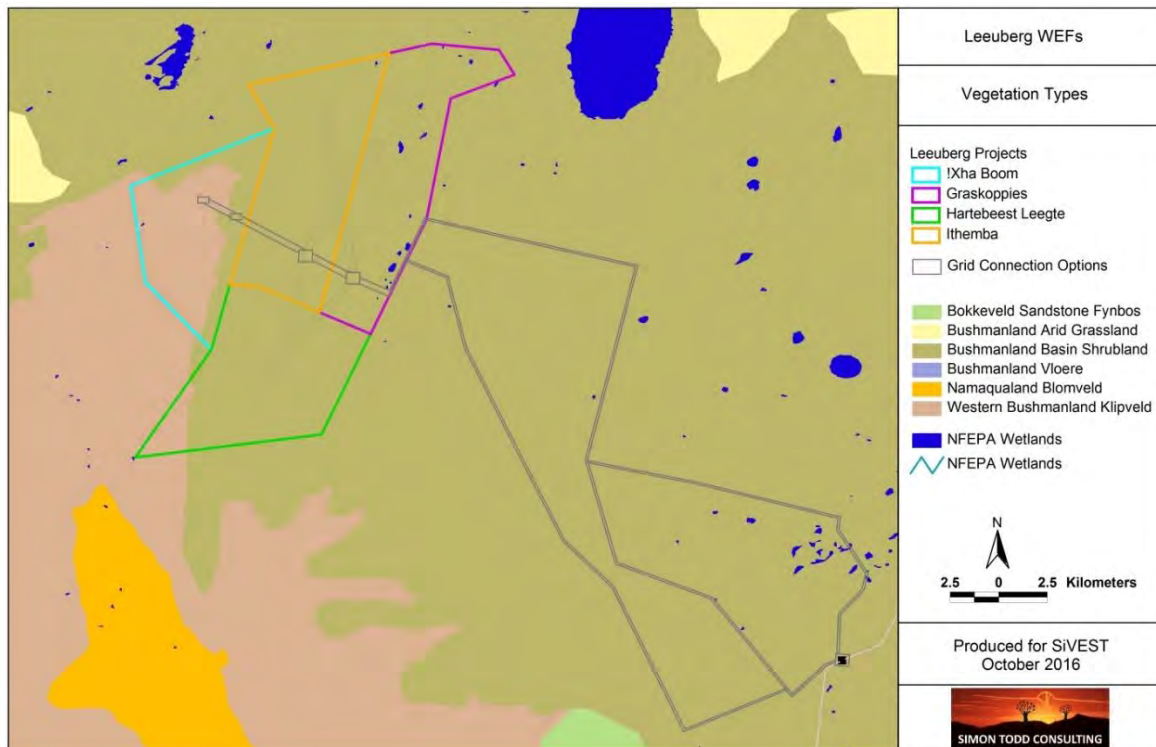 Leeuberg WEFs
Vegetation Types
Leeuberg Projects
!Xha Boom
Graskoppies
Hartebeest Leegte
Ithemba
Grid Connection Options
Bokkeveld Sandstone Fynbos
Bushmanland Arid Grassland
Bushmanland Basin Shrubland
Bushmanland Vloere
Namaqualand Blomveld
Western Bushmanland Klipveld
NFEPA Wetlands
NFEPA Wetlands
N
2.5 0 2.5 Kilometers
Produced for SiVEST
October 2016
SIMON TODD CONSULTING